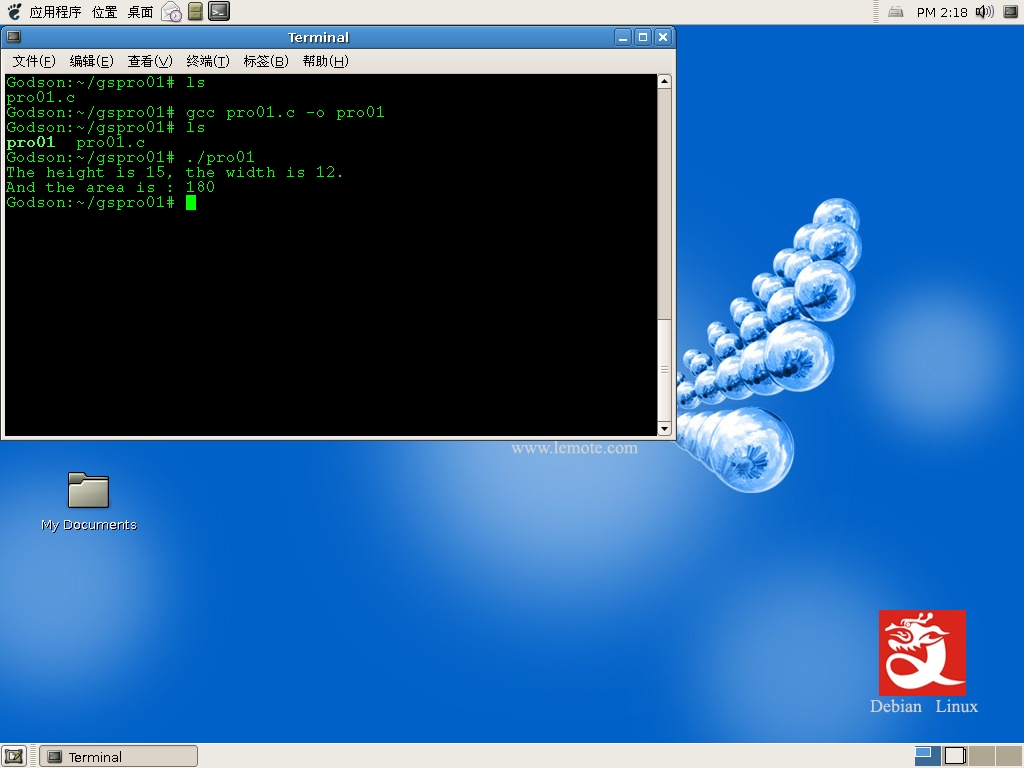 应用程序 位置 桌面 PM 2:18
Terminal
文件(F) 编辑(E) 查看(V) 终端(T) 标签(B) 帮助(H)
Godson:~/gspro01# ls
pro01.c
Godson:~/gspro01# gcc pro01.c -o pro01
Godson:~/gspro01# ls
pro01  pro01.c
Godson:~/gspro01# ./pro01
The height is 15, the width is 12.
And the area is : 180
Godson:~/gspro01#
www.lemote.com
My Documents
Debian Linux
Terminal